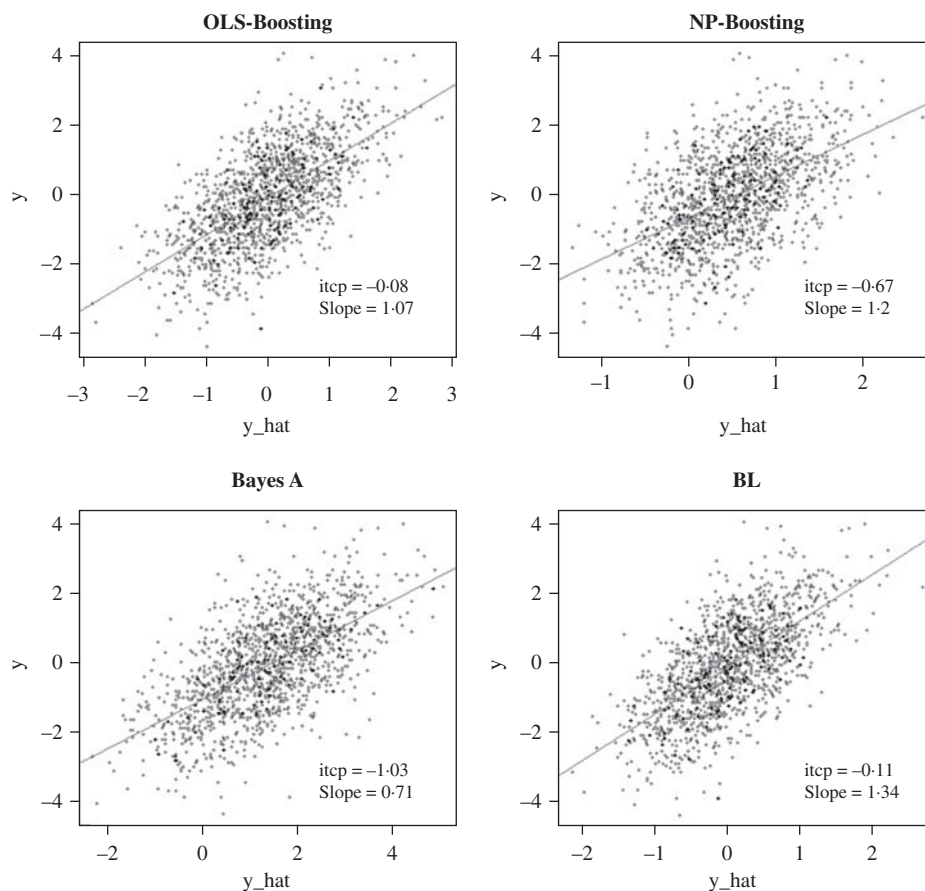 OLS-Boosting
4
2
0
−2
−4
y
itcp = −0·08
Slope = 1·07
−3 −2 −1 0 1 2 3
y_hat
NP-Boosting
4
2
0
−2
−4
y
itcp = −0·67
Slope = 1·2
−1 0 1 2
y_hat
Bayes A
4
2
0
−2
−4
y
itcp = −1·03
Slope = 0·71
−2 0 2 4
y_hat
BL
4
2
0
−2
−4
y
itcp = −0·11
Slope = 1·34
−2 −1 0 1 2
y_hat